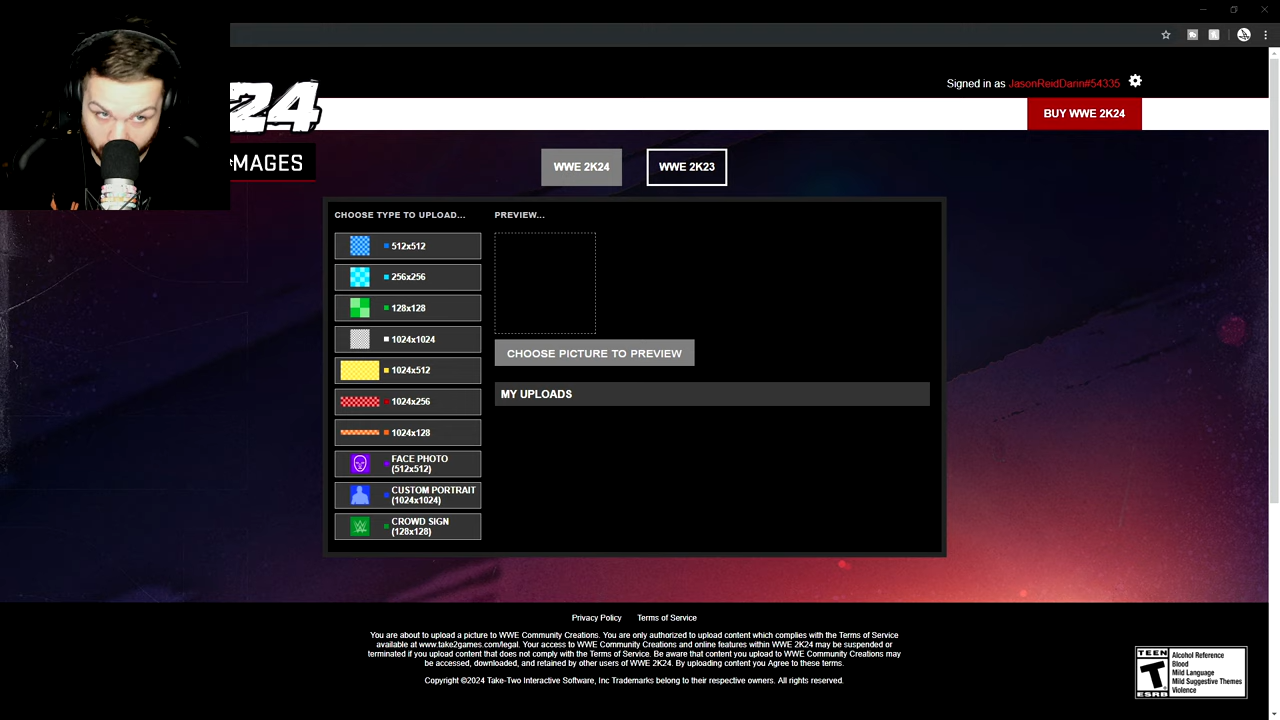 Signed in as JasonReidDarin#54335
24
BUY WWE 2K24
MAGES
WWE 2K24
WWE 2K23
CHOOSE TYPE TO UPLOAD...
PREVIEW...
512x512
256x256
128x128
1024x1024
CHOOSE PICTURE TO PREVIEW
1024x512
MY UPLOADS
1024x256
1024x128
FACE PHOTO
(512x512)
CUSTOM PORTRAIT
(1024x1024)
CROWD SIGN
(128x128)
Privacy Policy
Terms of Service
You are about to upload a picture to WWE Community Creations. You are only authorized to upload content which complies with the Terms of Service
available at www.take2games.com/legal. Your access to WWE Community Creations and online features within WWE 2K24 may be suspended or
terminated if you upload content that does not comply with the Terms of Service. Be aware that content you upload to WWE Community Creations may
be accessed, downloaded, and retained by other users of WWE 2K24. By uploading content you Agree to these terms.
Copyright ©2024 Take-Two Interactive Software, Inc Trademarks belong to their respective owners. All rights reserved.
TEEN
T
ESRB
Alcohol Reference
Blood
Mild Language
Mild Suggestive Themes
Violence